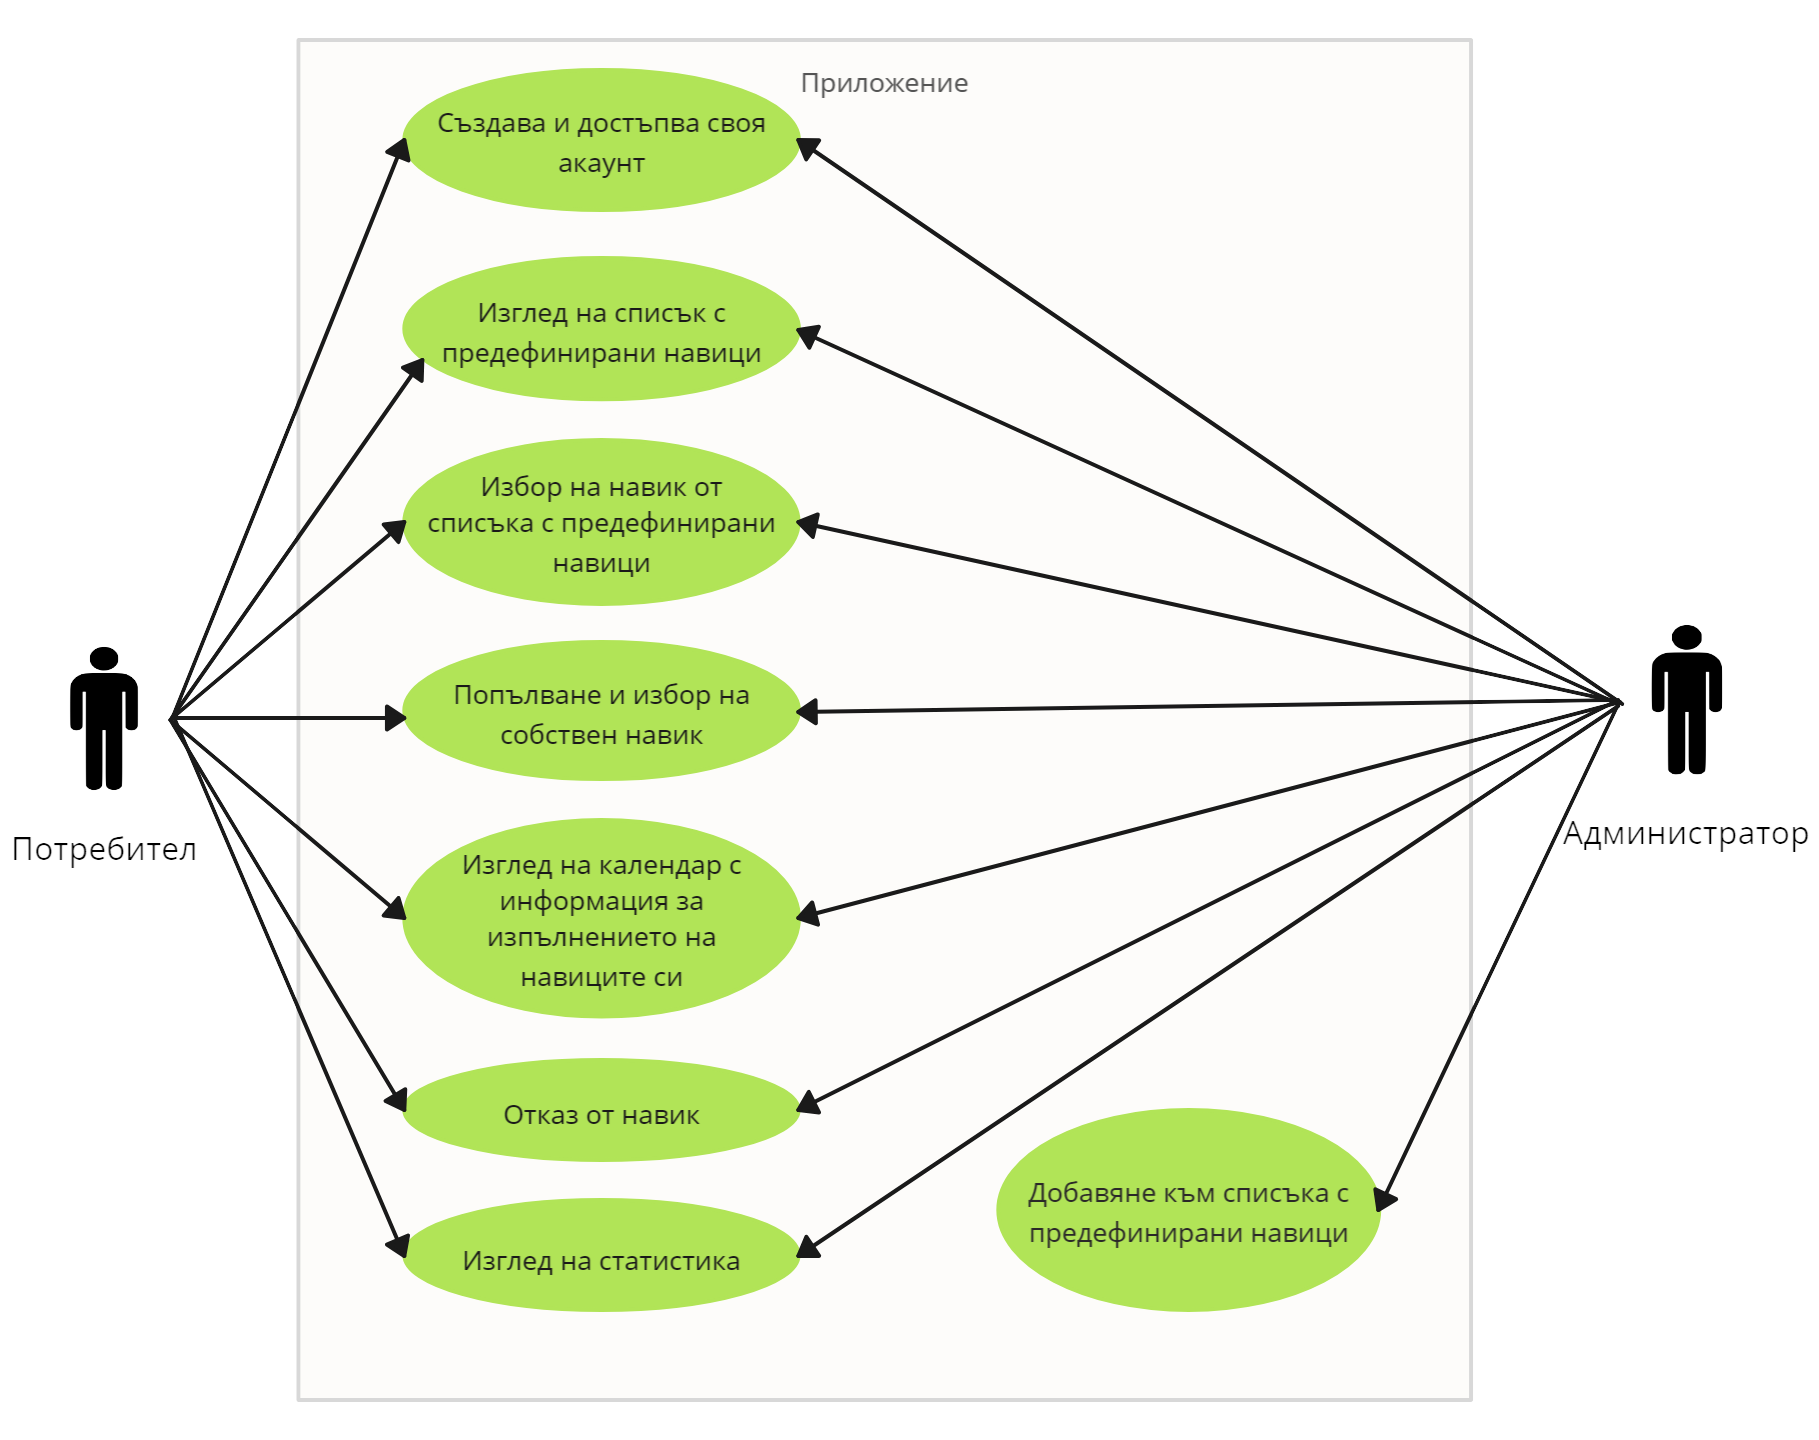 Приложение
Създава и достъпва своя
акаунт
Изглед на списък с
предефинирани навици
Избор на навик от
списъка с предефинирани
навици
Попълване и избор на
собствен навик
Потребител
Администратор
Изглед на календар с
информация за
изпълнението на
навиците си
Отказ от навик
Добавяне към списъка с
предефинирани навици
Изглед на статистика